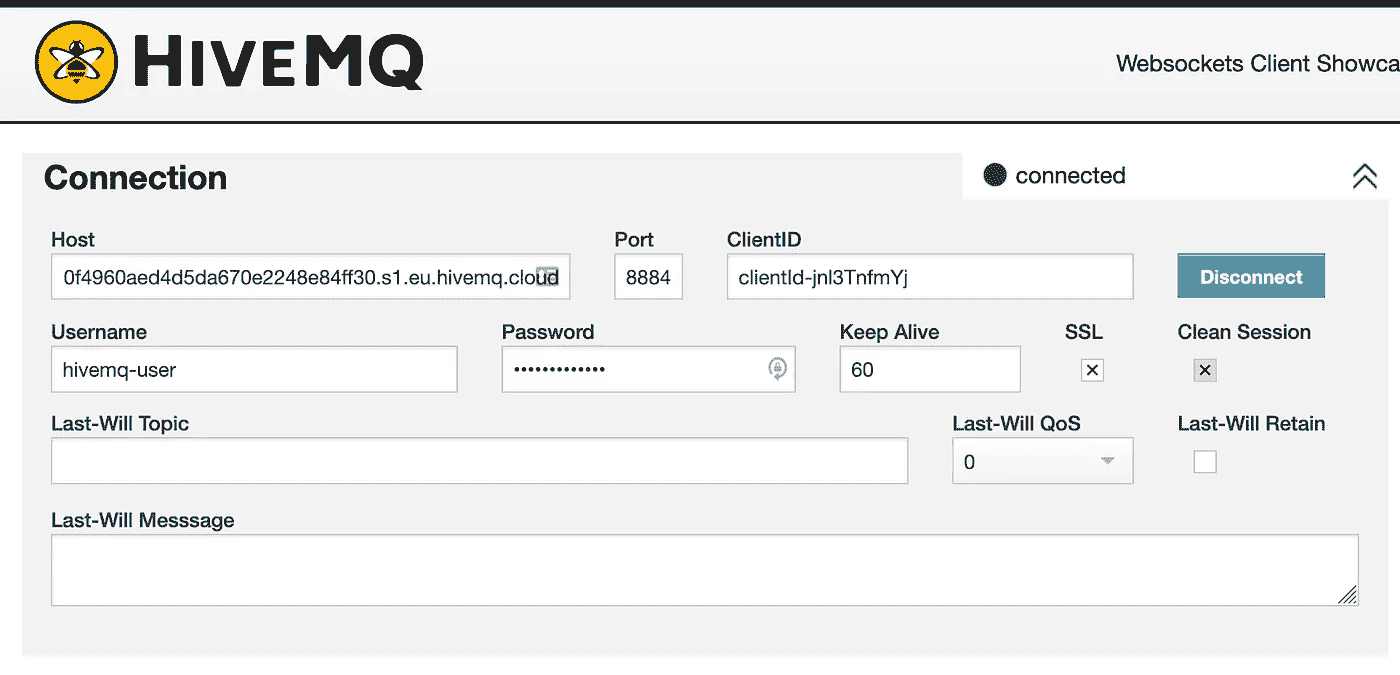 HIVEMQ
Websockets Client Showca
Connection
connected
Host
Port
ClientID
0f4960aed4d5da670e2248e84ff30.s1.eu.hivemq.cloud
8884
clientId-jnl3TnfmYj
Disconnect
Username
Password
Keep Alive
SSL
Clean Session
hivemq-user
•••••••••••••
60
Last-Will Topic
Last-Will QoS
Last-Will Retain
0
Last-Will Messsage